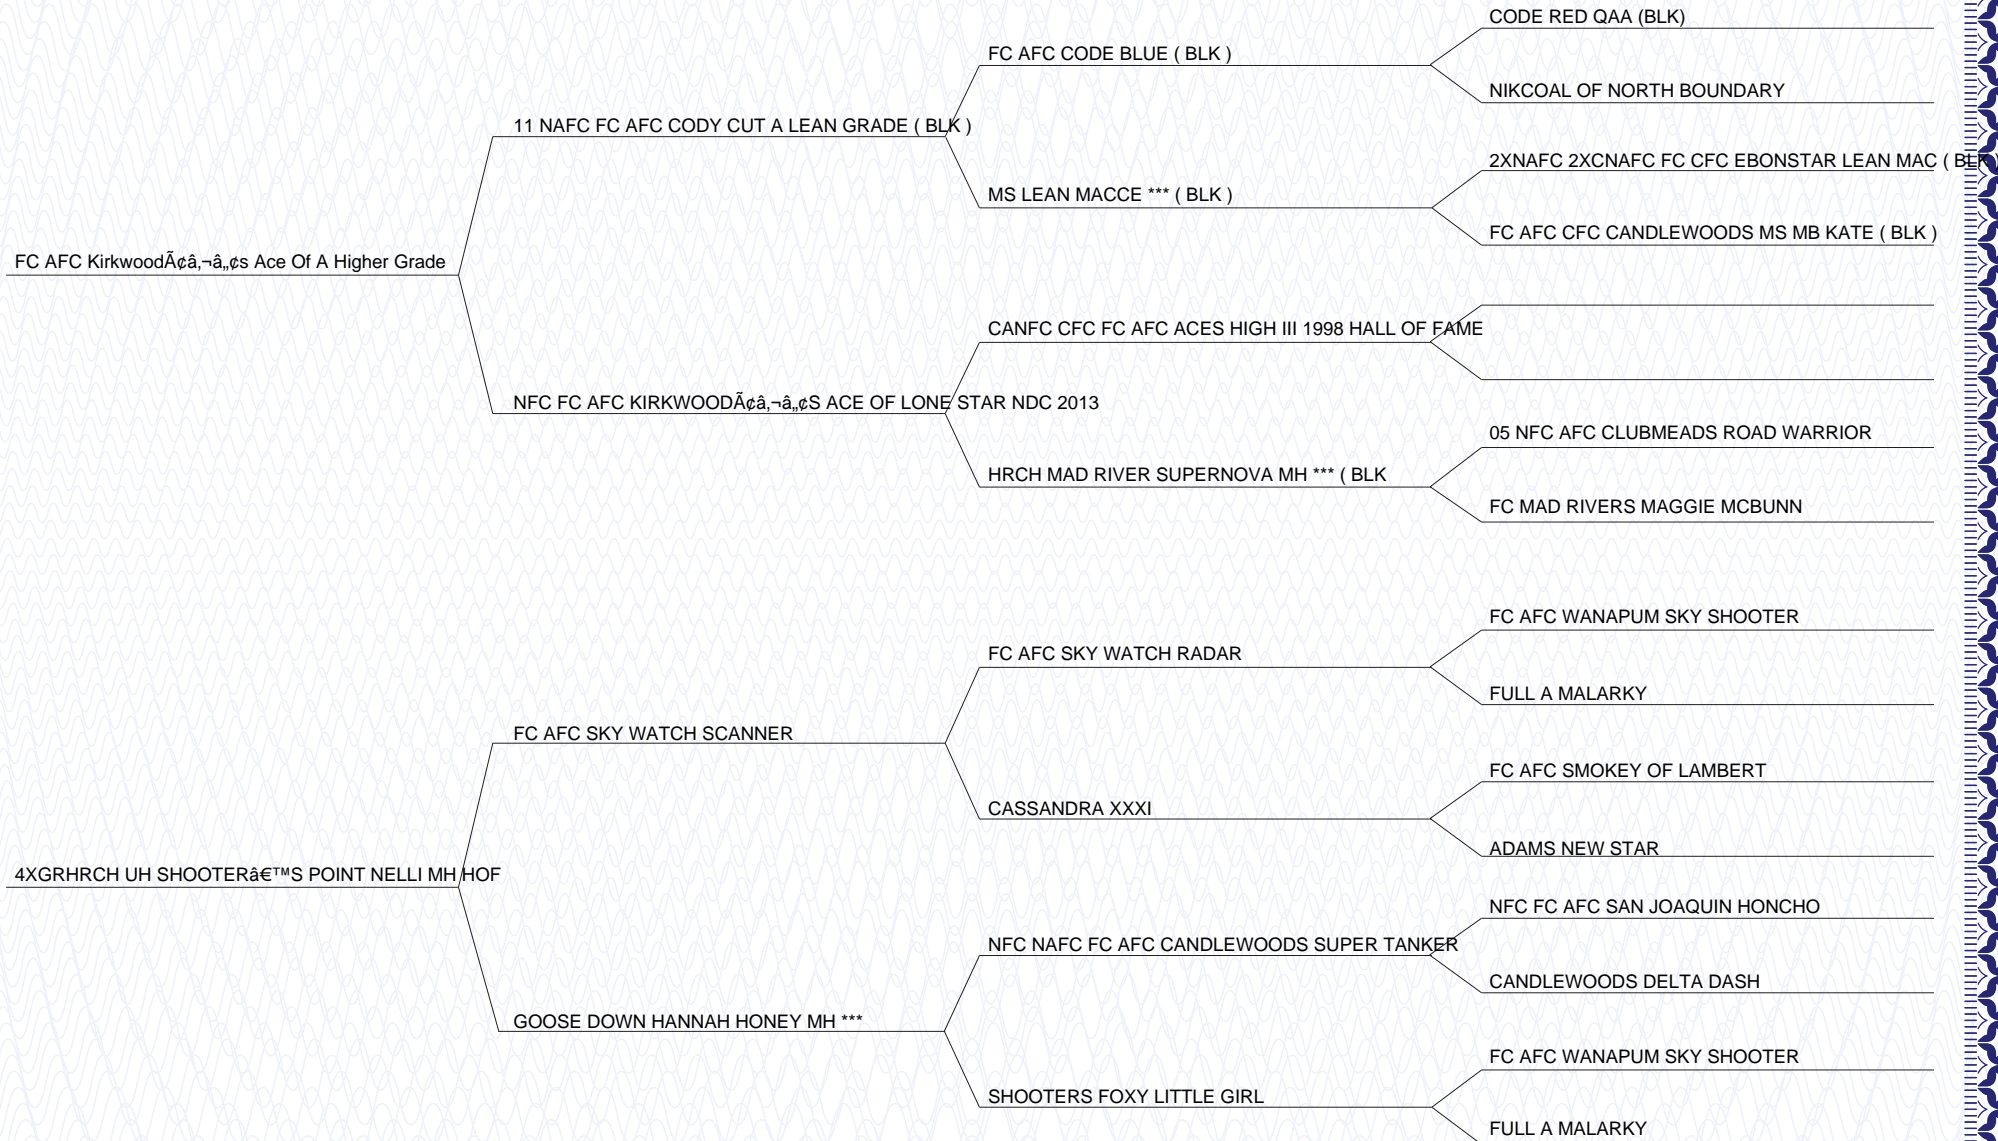 CODE RED QAA (BLK)
FC AFC CODE BLUE ( BLK )
NIKCOAL OF NORTH BOUNDARY
11 NAFC FC AFC CODY CUT A LEAN GRADE ( BLK )
2XNAFC 2XCNAFC FC CFC EBONSTAR LEAN MAC ( BLK )
MS LEAN MACCE *** ( BLK )
FC AFC CFC CANDLEWOODS MS MB KATE ( BLK )
FC AFC KirkwoodÃ¢â‚¬â„¢s Ace Of A Higher Grade
CANFC CFC FC AFC ACES HIGH III 1998 HALL OF FAME
NFC FC AFC KIRKWOODÃ¢â‚¬â„¢S ACE OF LONE STAR NDC 2013
05 NFC AFC CLUBMEADS ROAD WARRIOR
HRCH MAD RIVER SUPERNOVA MH *** ( BLK
FC MAD RIVERS MAGGIE MCBUNN
FC AFC WANAPUM SKY SHOOTER
FC AFC SKY WATCH RADAR
FULL A MALARKY
FC AFC SKY WATCH SCANNER
FC AFC SMOKEY OF LAMBERT
CASSANDRA XXXI
ADAMS NEW STAR
4XGRHRCH UH SHOOTERâ€™S POINT NELLI MH HOF
NFC FC AFC SAN JOAQUIN HONCHO
NFC NAFC FC AFC CANDLEWOODS SUPER TANKER
CANDLEWOODS DELTA DASH
GOOSE DOWN HANNAH HONEY MH ***
FC AFC WANAPUM SKY SHOOTER
SHOOTERS FOXY LITTLE GIRL
FULL A MALARKY